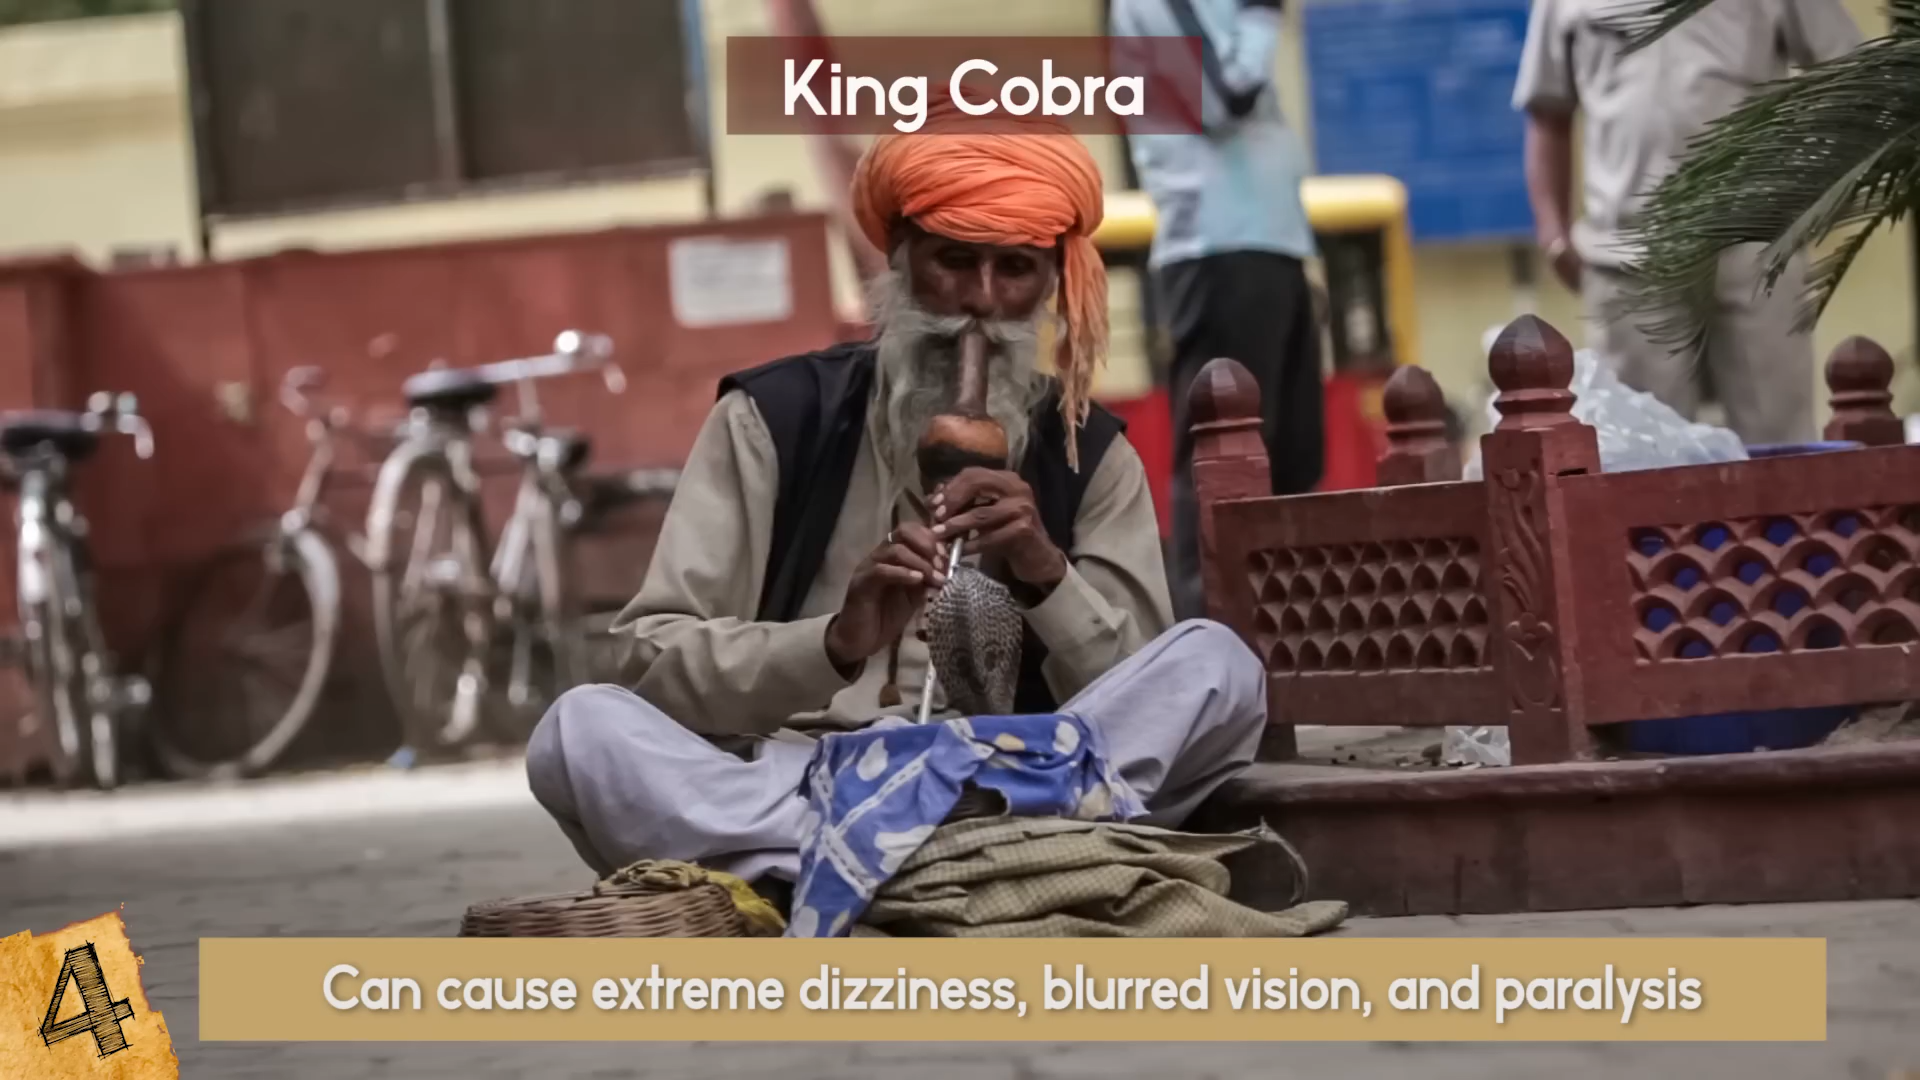 King Cobra
4
Can cause extreme dizziness, blurred vision, and paralysis